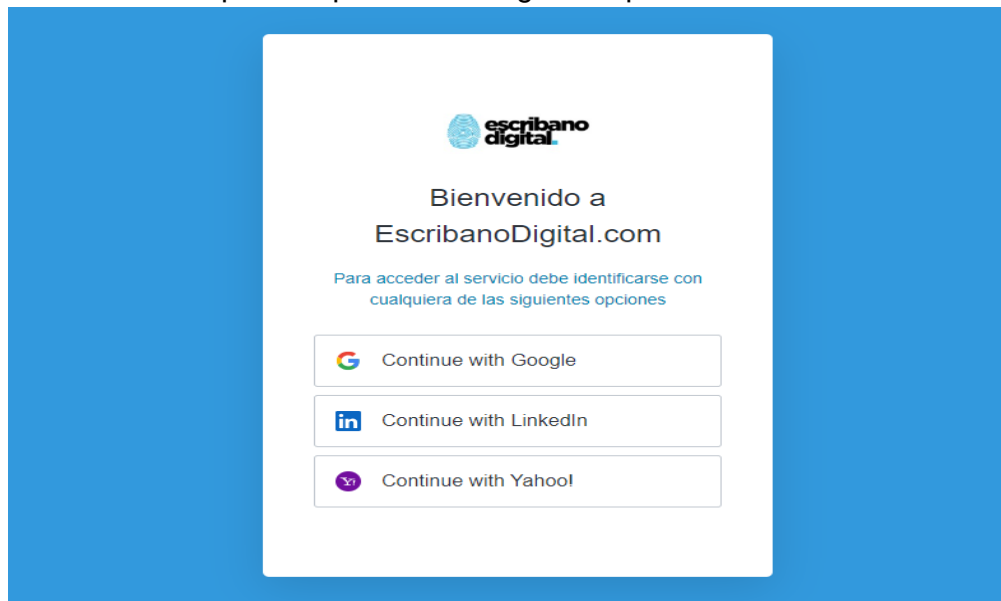 escribano
digital.
Bienvenido a
EscribanoDigital.com
Para acceder al servicio debe identificarse con
cualquiera de las siguientes opciones
Continue with Google
in Continue with LinkedIn
Y! Continue with Yahoo!